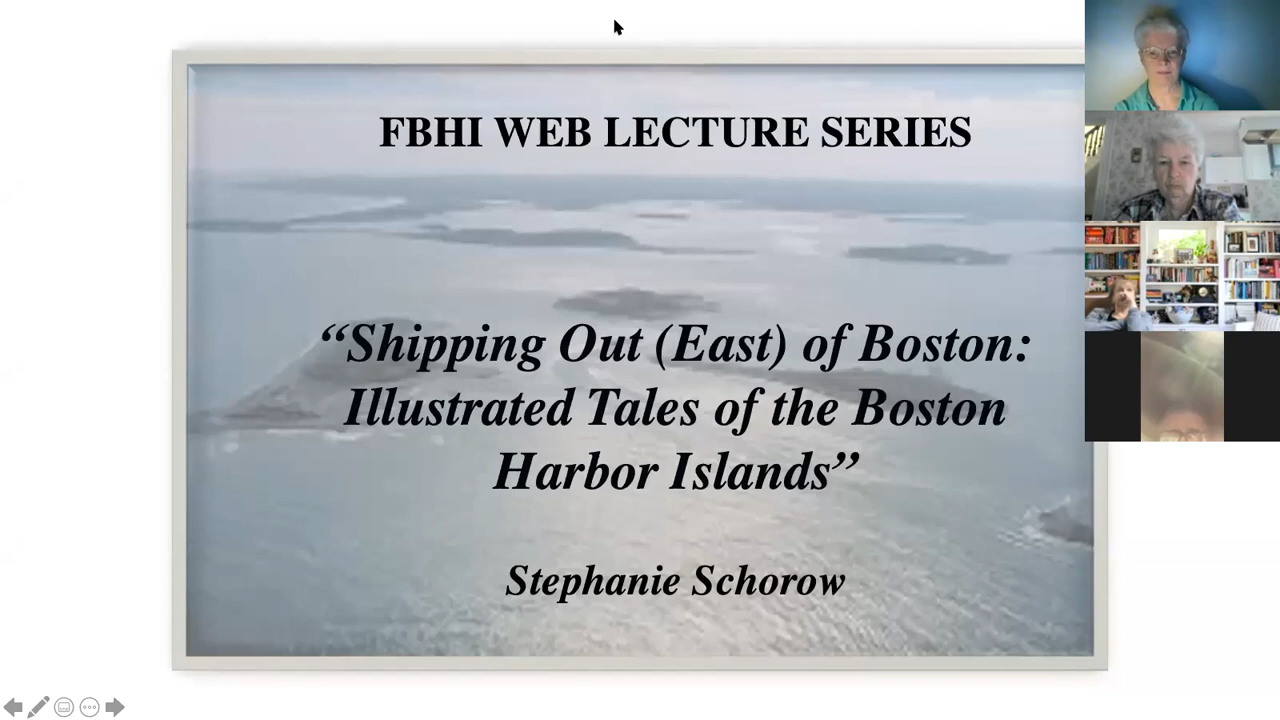 FBHI WEB LECTURE SERIES
“Shipping Out (East) of Boston:
Illustrated Tales of the Boston
Harbor Islands”
Stephanie Schorow